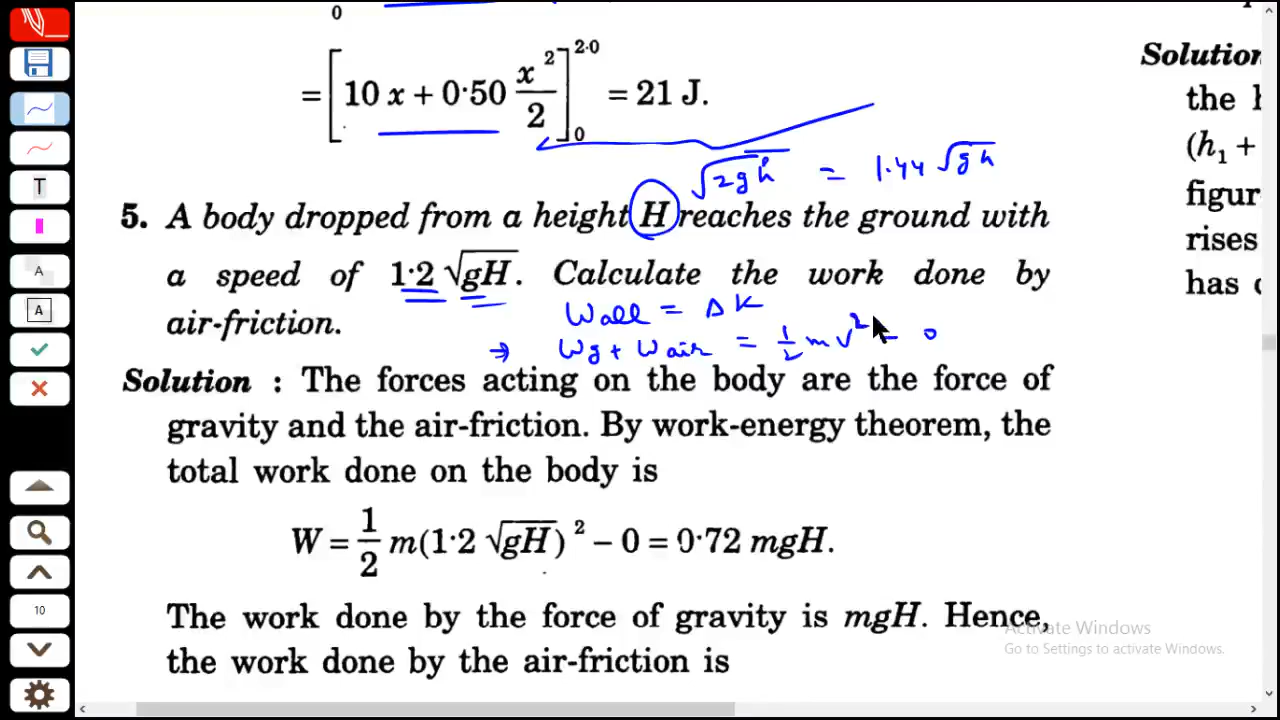 0
= [10 x + 0·50 x²/2]₀²·⁰ = 21 J.
√2gh = 1.44 √gh
5. A body dropped from a height H reaches the ground with
a speed of 1·2 √gH. Calculate the work done by
air-friction.
Wall = ΔK
⇒ Wg + Wair = ½mv² – 0
Solution : The forces acting on the body are the force of
gravity and the air-friction. By work-energy theorem, the
total work done on the body is
W = 1/2 m(1·2 √gH)² – 0 = 0·72 mgH.
The work done by the force of gravity is mgH. Hence,
the work done by the air-friction is
Solution
the
(h₁ +
figur
rises
has
T
A
A
10
Activate Windows
Go to Settings to activate Windows.